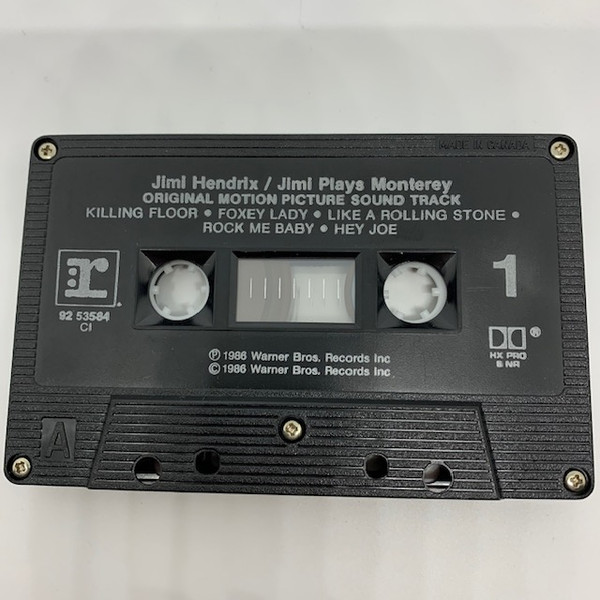 MADE IN CANADA
Jimi Hendrix / Jimi Plays Monterey
ORIGINAL MOTION PICTURE SOUND TRACK
KILLING FLOOR • FOXEY LADY • LIKE A ROLLING STONE •
ROCK ME BABY • HEY JOE
r
92 53584
CI
1
HX PRO
B NR
Ⓟ 1986 Warner Bros. Records Inc
© 1986 Warner Bros. Records Inc
A